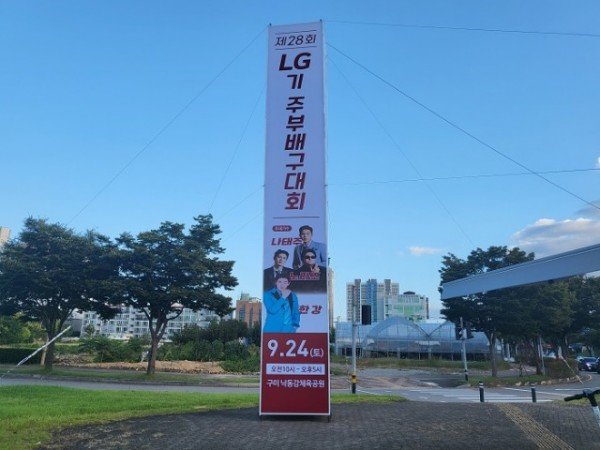 제28회
LG
기 주부배구대회
나태주
한강
9.24(토)
오전10시 ~ 오후5시
구미 낙동강체육공원